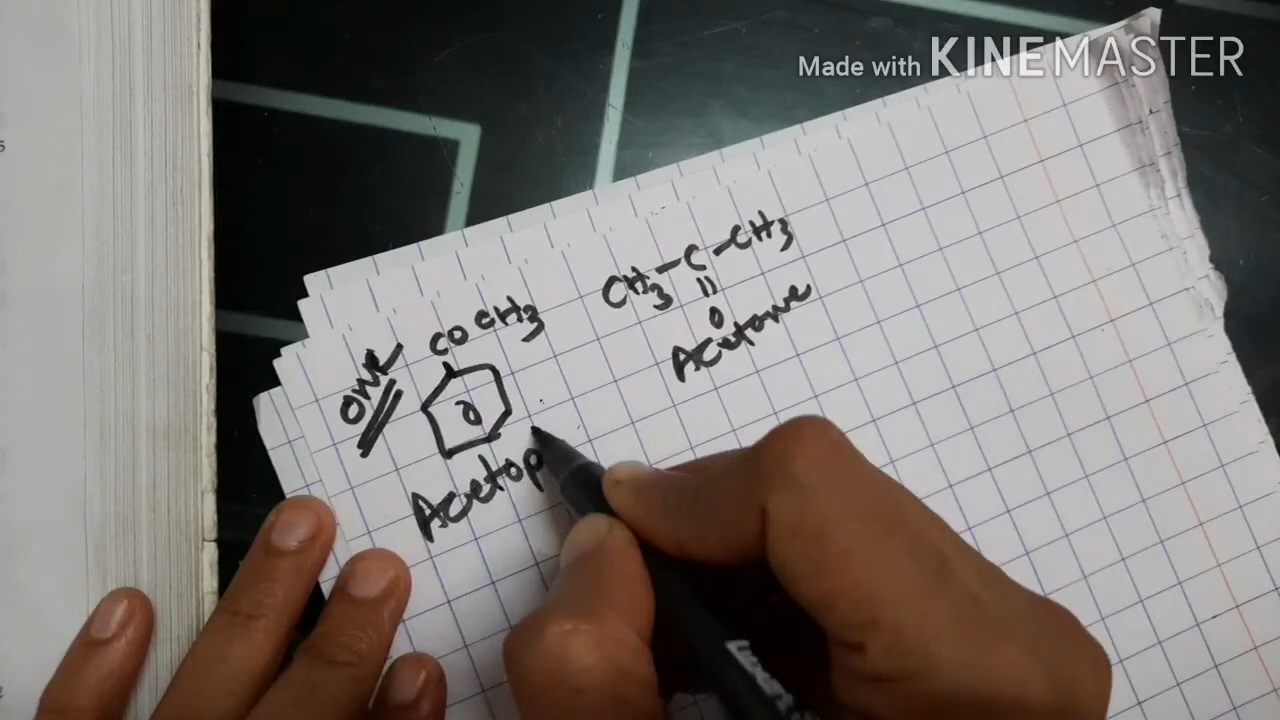 Made with KINEMASTER
CH3-C-CH3
||
O
Acetone
one
COCH3
Acetop